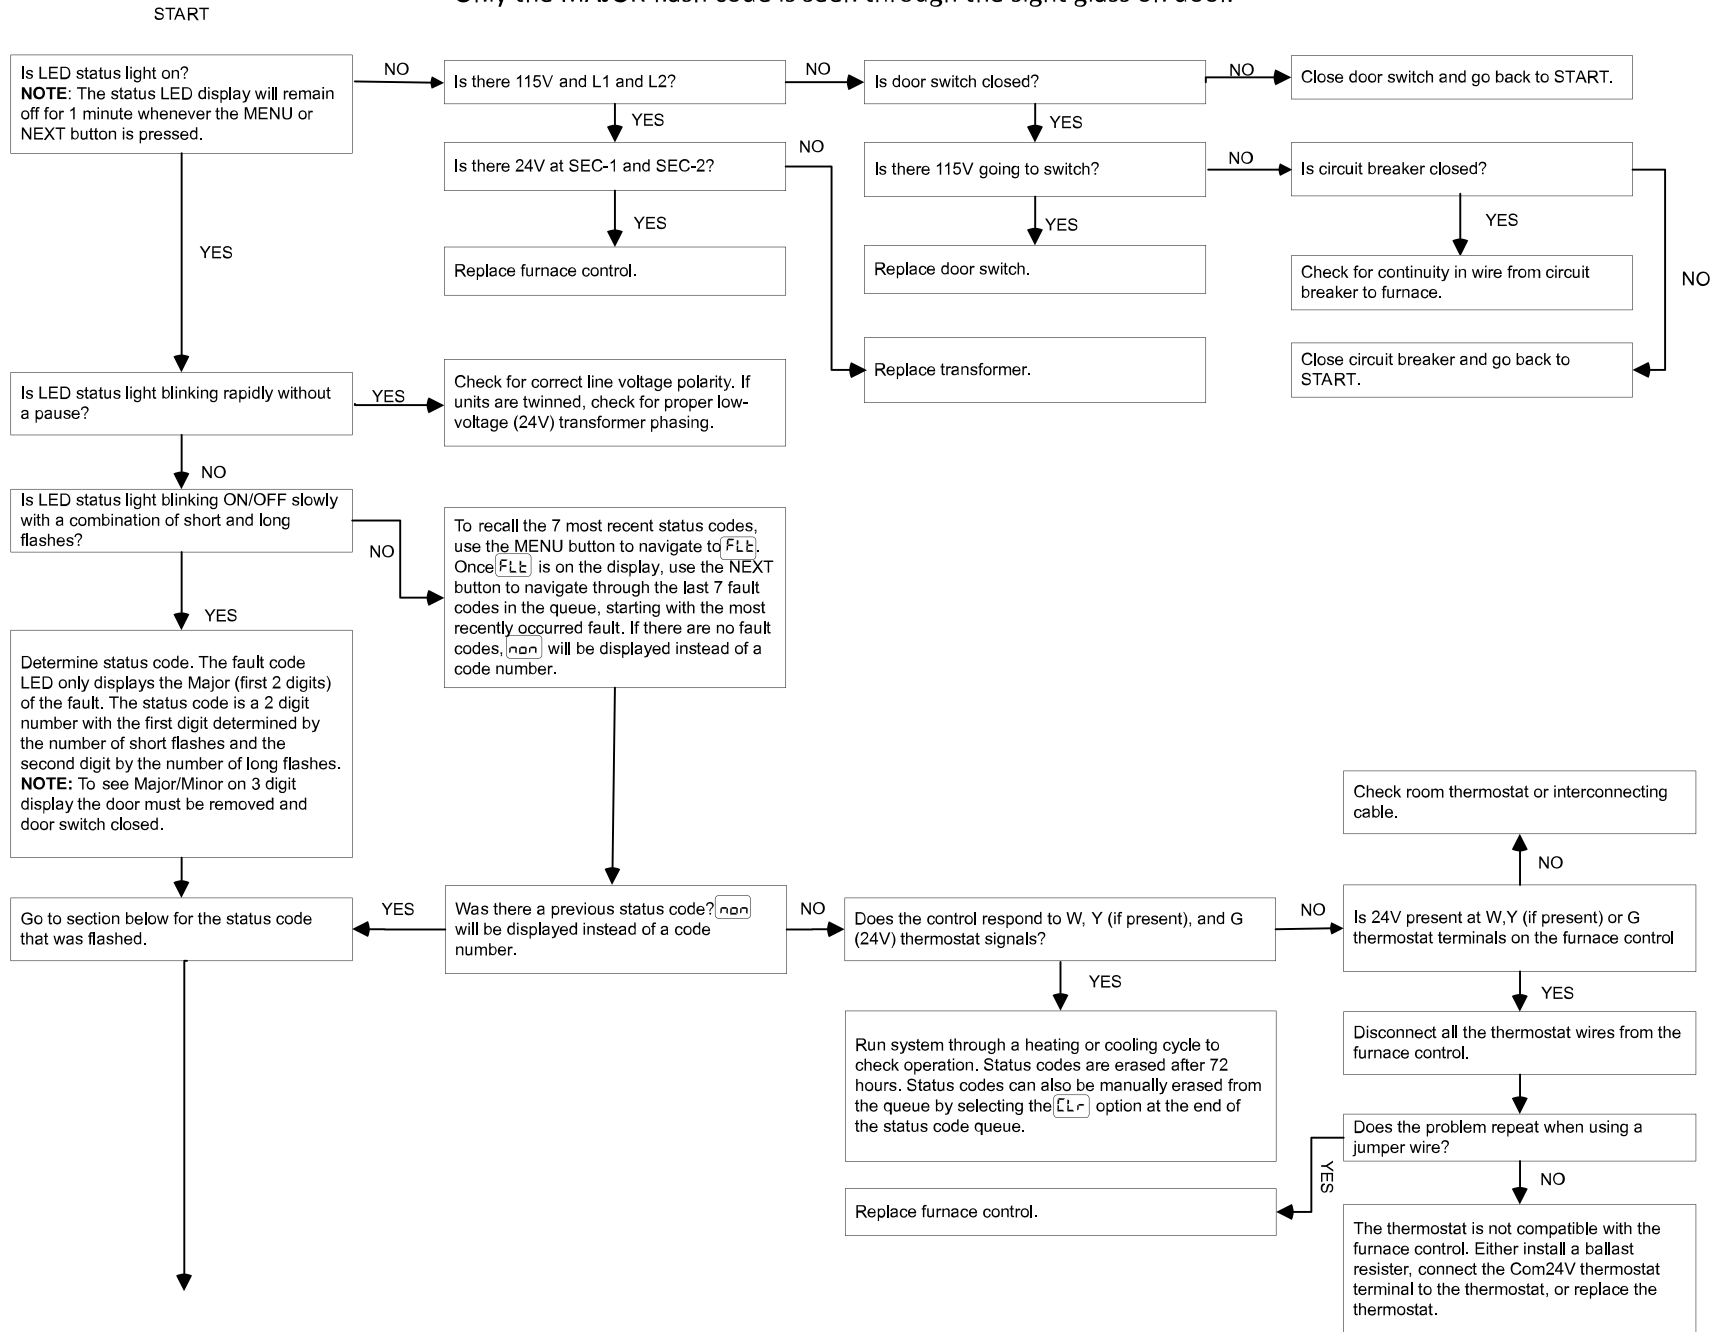 Only the MAJOR flash code is seen through the sight glass on door.
START
Is LED status light on?
NOTE: The status LED display will remain
off for 1 minute whenever the MENU or
NEXT button is pressed.
NO
Is there 115V and L1 and L2?
NO
Is door switch closed?
NO
Close door switch and go back to START.
YES
YES
Is there 24V at SEC-1 and SEC-2?
NO
Is there 115V going to switch?
NO
Is circuit breaker closed?
YES
YES
YES
YES
NO
Replace furnace control.
Replace door switch.
Check for continuity in wire from circuit
breaker to furnace.
Close circuit breaker and go back to
START.
Replace transformer.
Is LED status light blinking rapidly without
a pause?
YES
Check for correct line voltage polarity. If
units are twinned, check for proper low-
voltage (24V) transformer phasing.
NO
Is LED status light blinking ON/OFF slowly
with a combination of short and long
flashes?
NO
To recall the 7 most recent status codes,
use the MENU button to navigate to FLt.
Once FLt is on the display, use the NEXT
button to navigate through the last 7 fault
codes in the queue, starting with the most
recently occurred fault. If there are no fault
codes, non will be displayed instead of a
code number.
YES
Determine status code. The fault code
LED only displays the Major (first 2 digits)
of the fault. The status code is a 2 digit
number with the first digit determined by
the number of short flashes and the
second digit by the number of long flashes.
NOTE: To see Major/Minor on 3 digit
display the door must be removed and
door switch closed.
Go to section below for the status code
that was flashed.
YES
Was there a previous status code? non
will be displayed instead of a code
number.
NO
Does the control respond to W, Y (if present), and G
(24V) thermostat signals?
NO
Is 24V present at W,Y (if present) or G
thermostat terminals on the furnace control
NO
Check room thermostat or interconnecting
cable.
YES
Run system through a heating or cooling cycle to
check operation. Status codes are erased after 72
hours. Status codes can also be manually erased from
the queue by selecting the CLr option at the end of
the status code queue.
YES
Disconnect all the thermostat wires from the
furnace control.
Does the problem repeat when using a
jumper wire?
YES
Replace furnace control.
NO
The thermostat is not compatible with the
furnace control. Either install a ballast
resister, connect the Com24V thermostat
terminal to the thermostat, or replace the
thermostat.